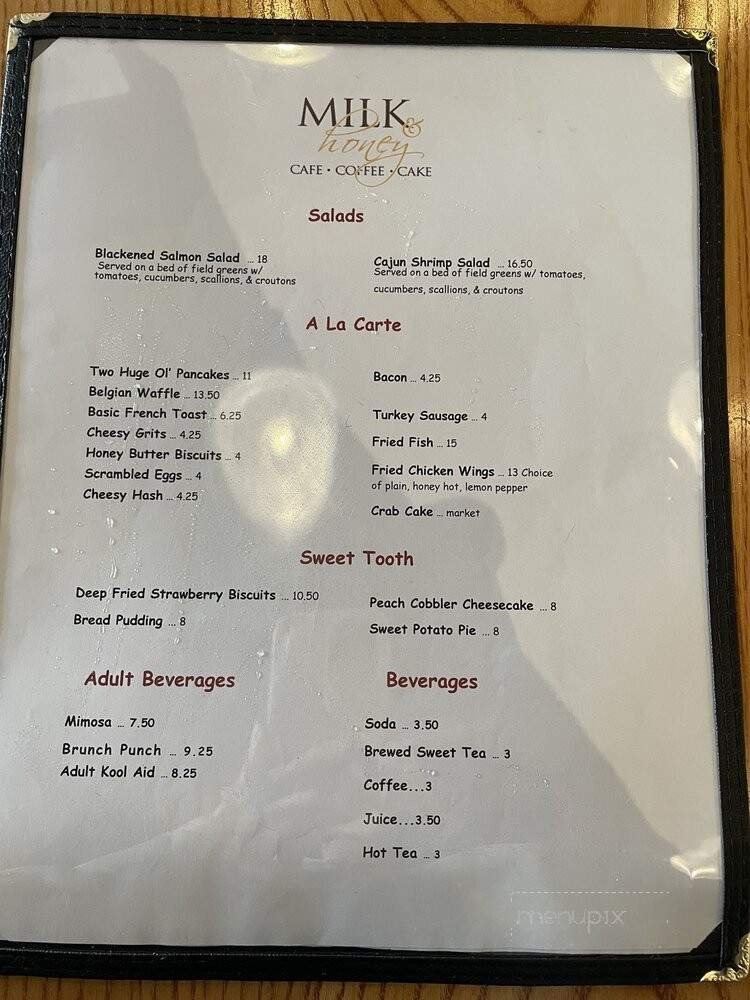 MILK &
honey
CAFE • COFFEE • CAKE
Salads
Blackened Salmon Salad ... 18
Served on a bed of field greens w/
tomatoes, cucumbers, scallions, & croutons
Cajun Shrimp Salad ... 16.50
Served on a bed of field greens w/ tomatoes,
cucumbers, scallions, & croutons
A La Carte
Two Huge Ol' Pancakes ... 11
Belgian Waffle ... 13.50
Basic French Toast ... 6.25
Cheesy Grits ... 4.25
Honey Butter Biscuits ... 4
Scrambled Eggs ... 4
Cheesy Hash ... 4.25
Bacon ... 4.25
Turkey Sausage ... 4
Fried Fish ... 15
Fried Chicken Wings ... 13 Choice
of plain, honey hot, lemon pepper
Crab Cake ... market
Sweet Tooth
Deep Fried Strawberry Biscuits ... 10.50
Bread Pudding ... 8
Peach Cobbler Cheesecake ... 8
Sweet Potato Pie ... 8
Adult Beverages
Mimosa ... 7.50
Brunch Punch ... 9.25
Adult Kool Aid ... 8.25
Beverages
Soda ... 3.50
Brewed Sweet Tea ... 3
Coffee...3
Juice...3.50
Hot Tea ... 3
menupix